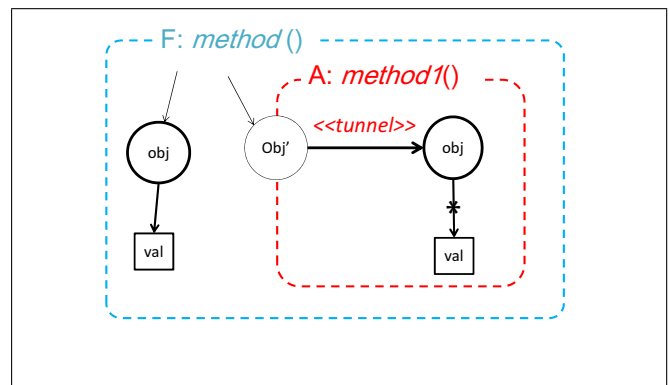 F: method ()
A: method1()
<<tunnel>>
obj
Obj'
obj
*
val
val